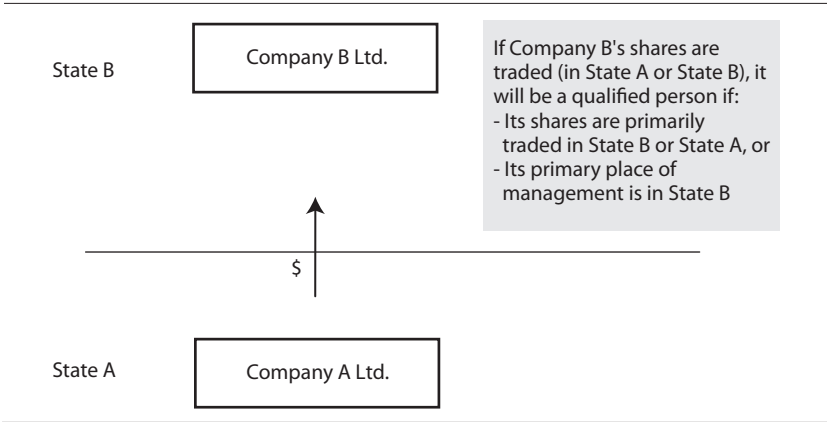 State B
Company B Ltd.
If Company B's shares are
traded (in State A or State B), it
will be a qualified person if:
- Its shares are primarily
traded in State B or State A, or
- Its primary place of
management is in State B
$
State A
Company A Ltd.